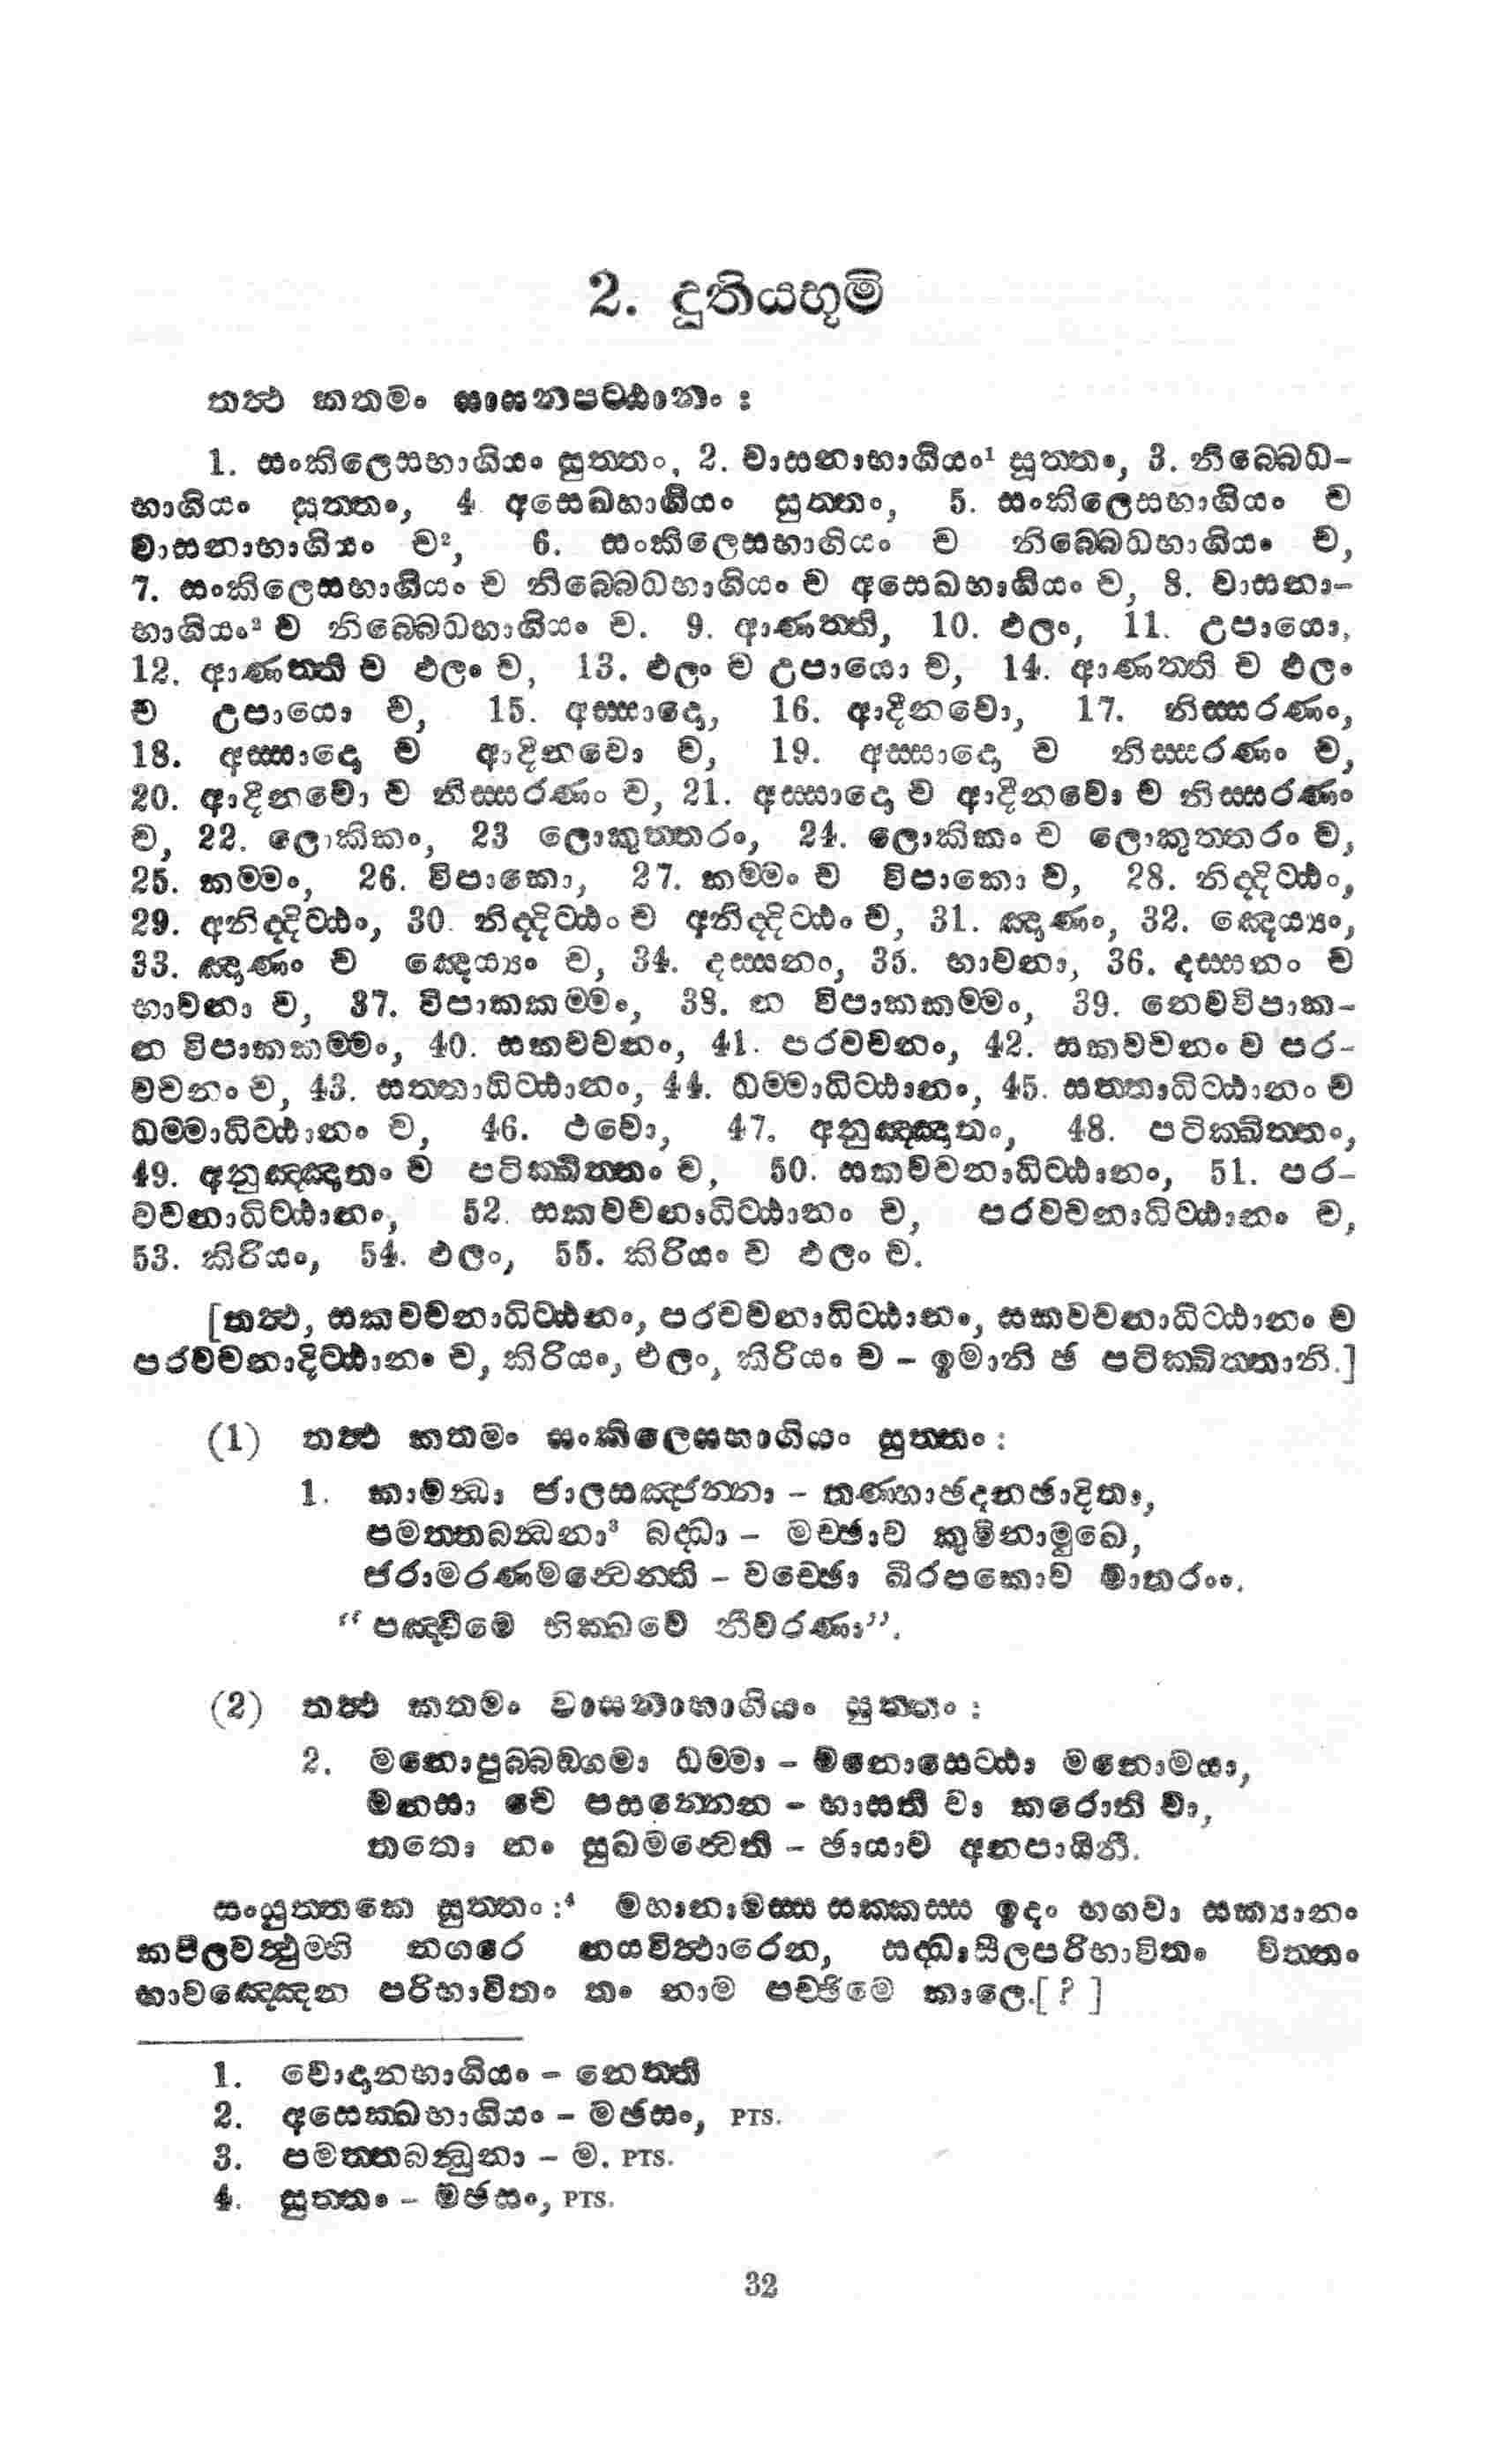 2. දුතියභූමි
තත්‍ථ කතමං සාසනපට්ඨානං :
1. සංකිලෙසභාගියං සුත්තං, 2. වාසනාභාගියං¹ සුත්තං, 3. නිබ්බෙධ-
භාගියං සුත්තං, 4. අසෙඛභාගියං සුත්තං, 5. සංකිලෙසභාගියං ච
වාසනාභාගියං ච², 6. සංකිලෙසභාගියං ච නිබ්බෙධභාගියං ච,
7. සංකිලෙසභාගියං ච නිබ්බෙධභාගියං ච අසෙඛභාගියං ච, 8. වාසනා-
භාගියං² ච නිබ්බෙධභාගියං ච. 9. ආණත්ති, 10. ඵලං, 11. උපායො,
12. ආණත්ති ච ඵලං ච, 13. ඵලං ච උපායො ච, 14. ආණත්ති ච ඵලං
ච උපායො ච, 15. අස්සාදො, 16. ආදීනවො, 17. නිස්සරණං,
18. අස්සාදො ච ආදීනවො ච, 19. අස්සාදො ච නිස්සරණං ච,
20. ආදීනවො ච නිස්සරණං ච, 21. අස්සාදො ච ආදීනවො ච නිස්සරණං
ච, 22. ලොකිකං, 23 ලොකුත්තරං, 24. ලොකිකං ච ලොකුත්තරං ච,
25. කම්මං, 26. විපාකො, 27. කම්මං ච විපාකො ච, 28. නිද්දිට්ඨං,
29. අනිද්දිට්ඨං, 30. නිද්දිට්ඨං ච අනිද්දිට්ඨං ච, 31. ඤාණං, 32. ඤෙය්‍යං,
33. ඤාණං ච ඤෙය්‍යං ච, 34. දස්සනං, 35. භාවනා, 36. දස්සනං ච
භාවනා ච, 37. විපාකකම්මං, 38. න විපාකකම්මං, 39. නෙවවිපාක-
න විපාකකම්මං, 40. සකවචනං, 41. පරවචනං, 42. සකවචනං ච පර-
වචනං ච, 43. සත්තාධිට්ඨානං, 44. ධම්මාධිට්ඨානං, 45. සත්තාධිට්ඨානං ච
ධම්මාධිට්ඨානං ච, 46. ථවො, 47. අනුඤ්ඤාතං, 48. පටික්ඛිත්තං,
49. අනුඤ්ඤාතං ච පටික්ඛිත්තං ච, 50. සකවචනාධිට්ඨානං, 51. පර-
වචනාධිට්ඨානං, 52. සකවචනාධිට්ඨානං ච, පරවචනාධිට්ඨානං ච,
53. කිරියං, 54. ඵලං, 55. කිරියං ච ඵලං ච.
[තත්‍ථ, සකවචනාධිට්ඨනං, පරවචනාධිට්ඨානං, සකවචනාධිට්ඨානං ච
පරවචනාදිට්ඨානං ච, කිරියං, එලං, කිරියං ච – ඉමානි ඡ පටික්ඛිත්තානි.]
(1) තත්‍ථ කතමං සංකිලෙසභාගියං සුත්තං :
1. කාමන්‍ධා ජාලසඤ්ජන්නා – තණ්හාඡදනඡාදිතා,
පමත්තබන්‍ධනා³ බද්ධා – මච්ඡාව කුමිනාමුඛෙ,
ජරාමරණමන්‍වෙන්ති – වච්ඡො ඛීරපකොව මාතරං.
“පඤ්චිමේ භික්ඛවේ නීවරණා”.
(2) තත්‍ථ කතමං වාසනාභාගියං සුත්තං :
2. මනොපුබ්බඞ්ගමා ධම්මා – මනොසෙට්ඨා මනොමයා,
මනසා චෙ පසන්නෙන – භාසති වා කරොති වා,
තතො නං සුඛමන්‍වෙති – ඡායාව අනපායිනී.
සංයුත්තකෙ සුත්තං :⁴ මහානාමස්ස සක්කස්ස ඉදං භගවා සක්‍යානං
කපිලවත්‍ථුම්හි නගරෙ නයවිත්‍ථාරෙන, සද්ධාසීලපරිභාවිතං චිත්තං
භාවඤ්ඤෙන පරිභාවිතං තං නාම පච්ඡිමෙ කාලෙ.[ ? ]
1. වොදානභාගියං – නෙත්ති
2. අසෙක්ඛභාගියං – මඡසං, PTS.
3. පමත්තබන්‍ධුනා – ම. PTS.
4. සුත්තං – මඡසං, PTS.
32